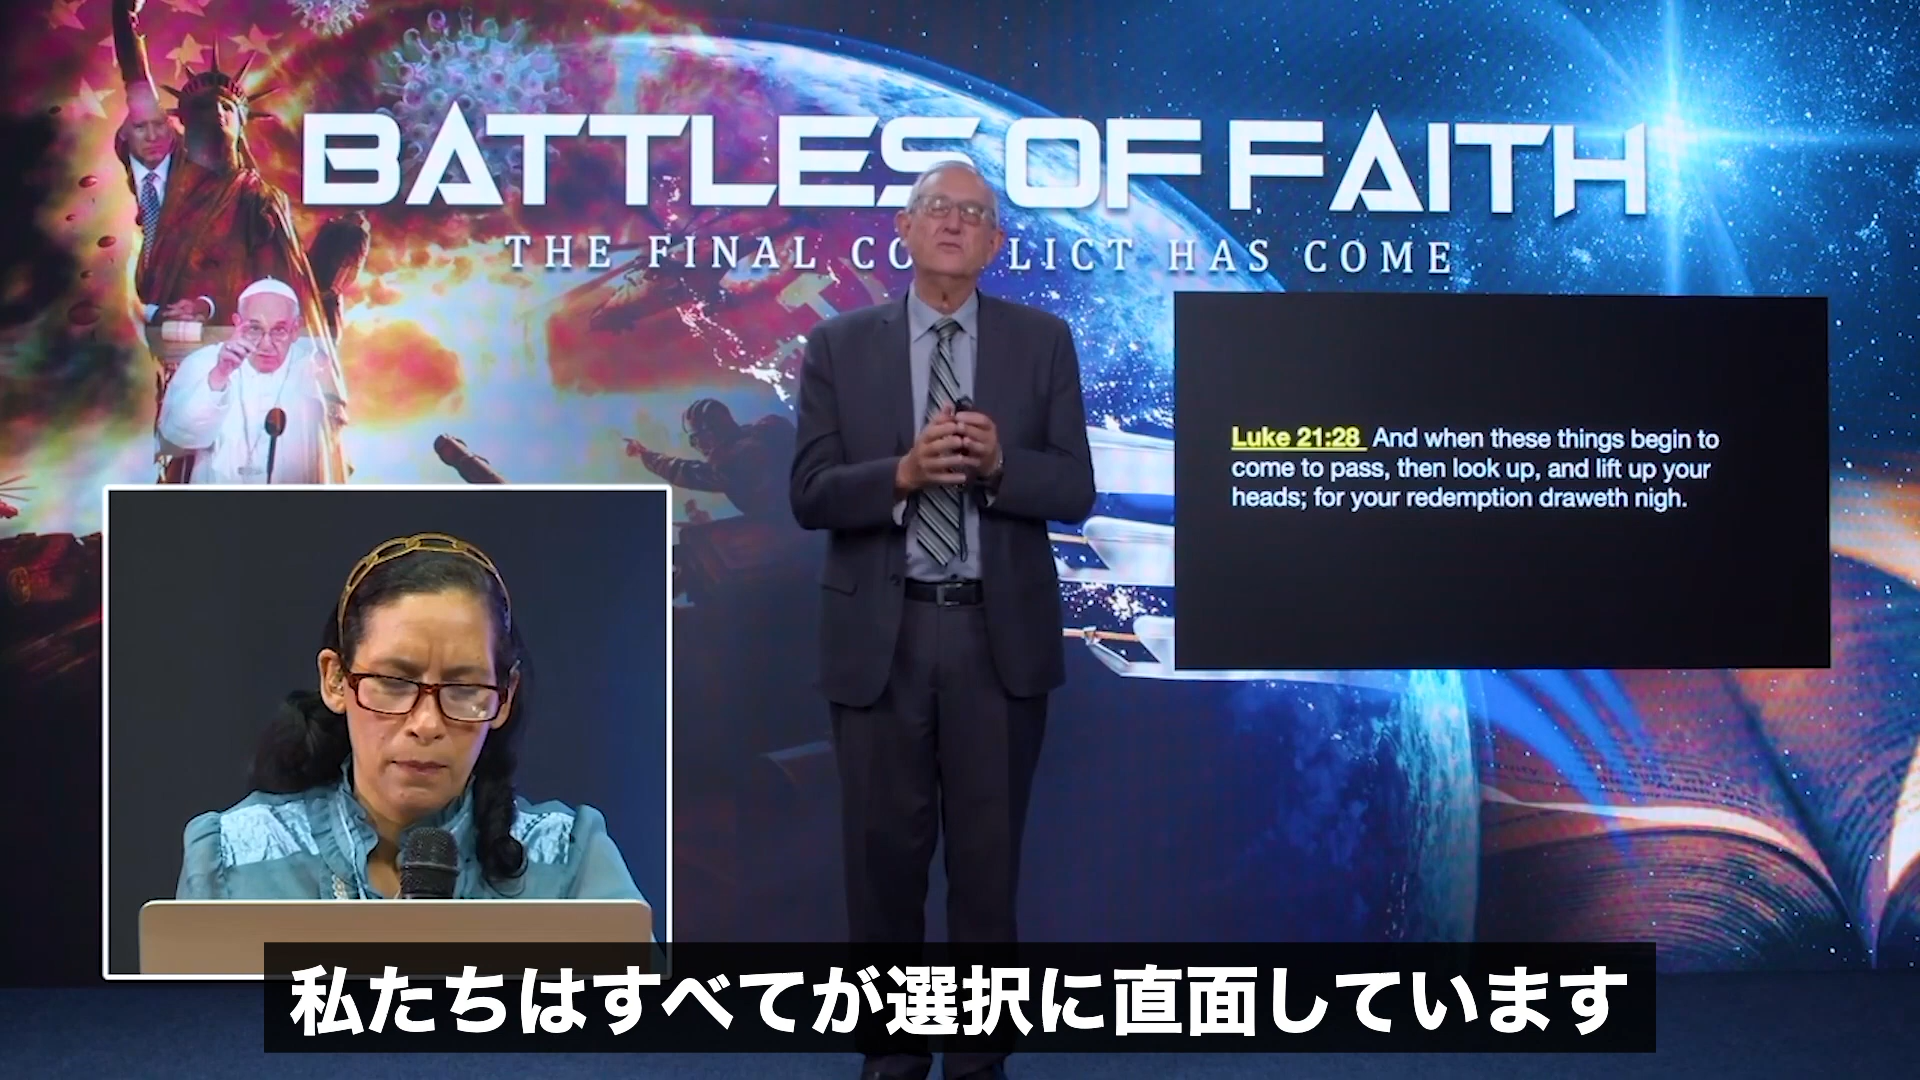 BATTLES OF FAITH
THE FINAL CO LICT HAS COME
Luke 21:28 And when these things begin to
come to pass, then look up, and lift up your
heads; for your redemption draweth nigh.
私たちはすべてが選択に直面しています